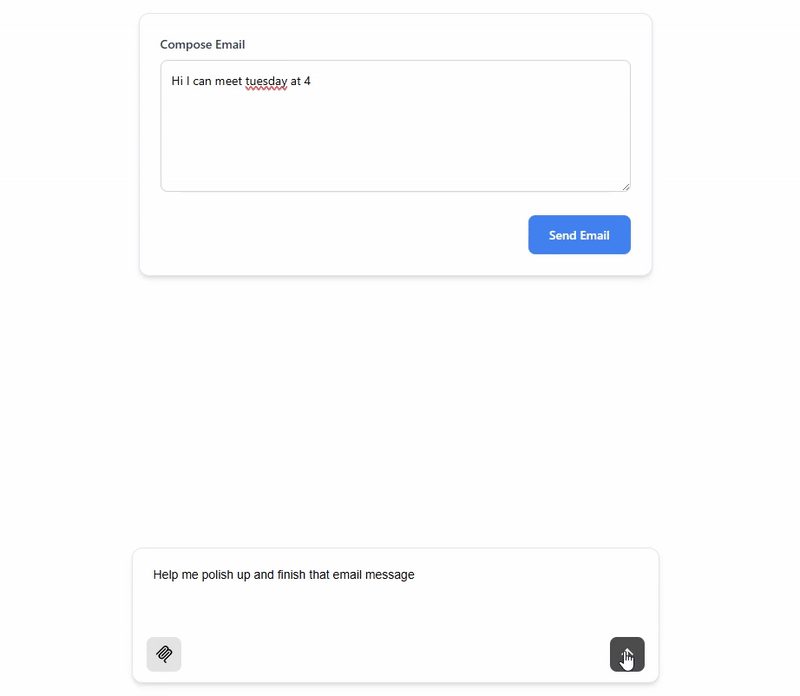 Compose Email
Hi I can meet tuesday at 4
Send Email
Help me polish up and finish that email message